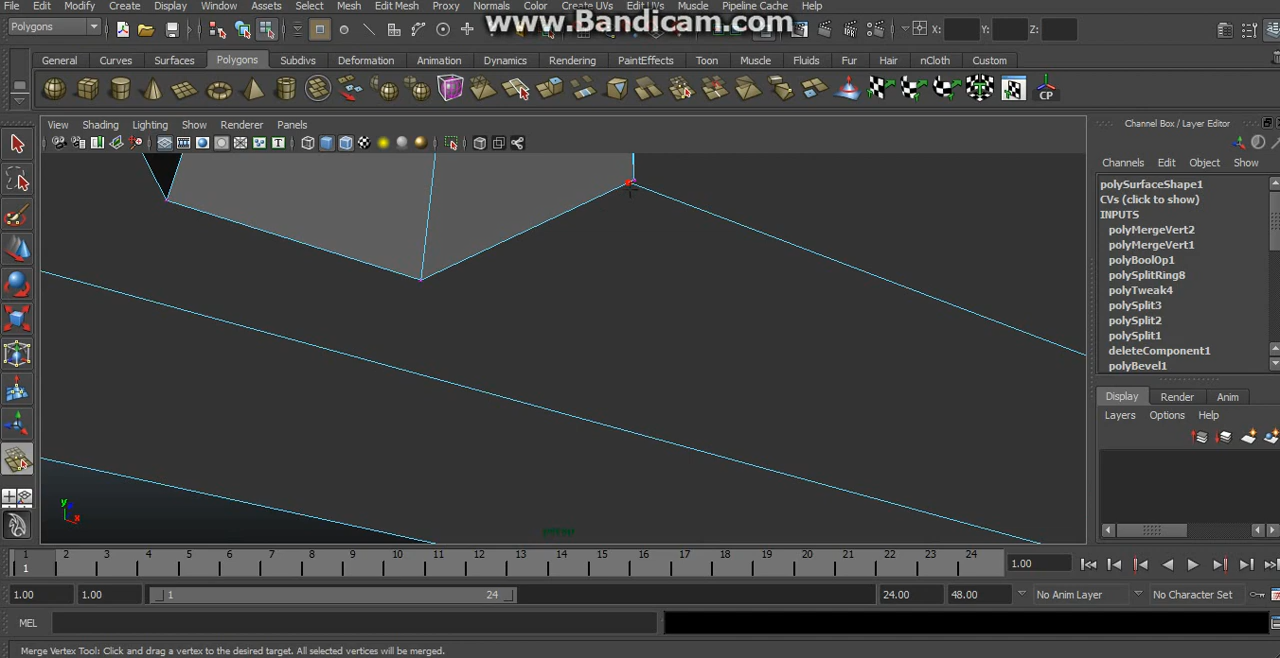 File Edit Modify Create Display Window Assets Select Mesh Edit Mesh Proxy Normals Color Create UVs Edit UVs Muscle Pipeline Cache Help
www.Bandicam.com
Polygons X: Y: Z:
General Curves Surfaces Polygons Subdivs Deformation Animation Dynamics Rendering PaintEffects Toon Muscle Fluids Fur Hair nCloth Custom
CP
View Shading Lighting Show Renderer Panels
T
Channel Box / Layer Editor
Channels Edit Object Show
polySurfaceShape1
CVs (click to show)
INPUTS
polyMergeVert2
polyMergeVert1
polyBoolOp1
polySplitRing8
polyTweak4
polySplit3
polySplit2
polySplit1
deleteComponent1
polyBevel1
Display Render Anim
Layers Options Help
y
x
persp
1 2 3 4 5 6 7 8 9 10 11 12 13 14 15 16 17 18 19 20 21 22 23 24
1 1.00
1.00 1.00 1 24 24.00 48.00 No Anim Layer No Character Set
MEL
Merge Vertex Tool: Click and drag a vertex to the desired target. All selected vertices will be merged.